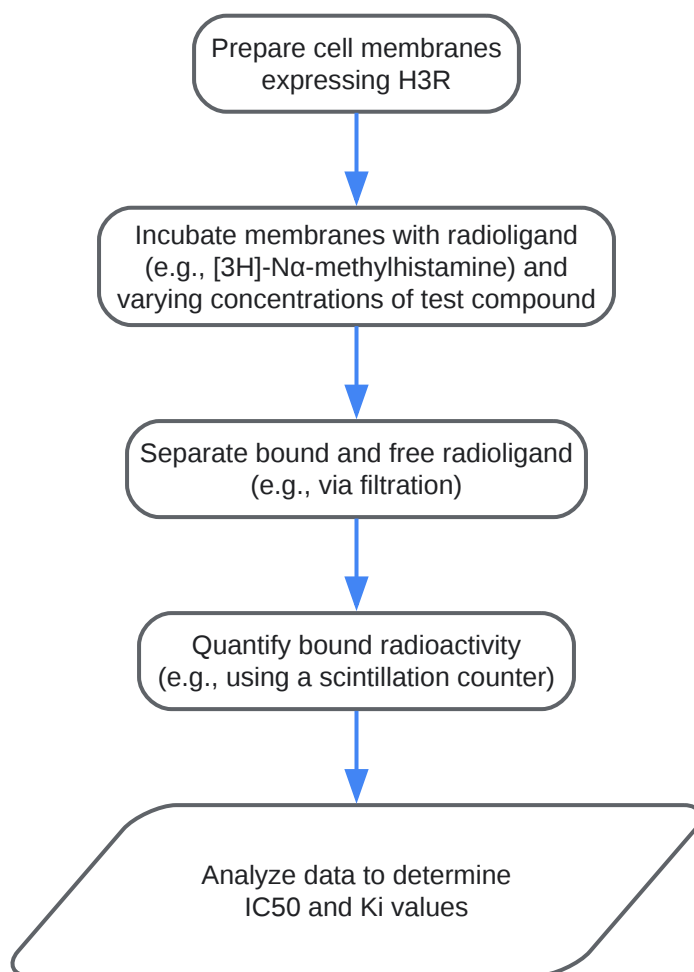 Prepare cell membranes
expressing H3R
Incubate membranes with radioligand
(e.g., [3H]-Nα-methylhistamine) and
varying concentrations of test compound
Separate bound and free radioligand
(e.g., via filtration)
Quantify bound radioactivity
(e.g., using a scintillation counter)
Analyze data to determine
IC50 and Ki values